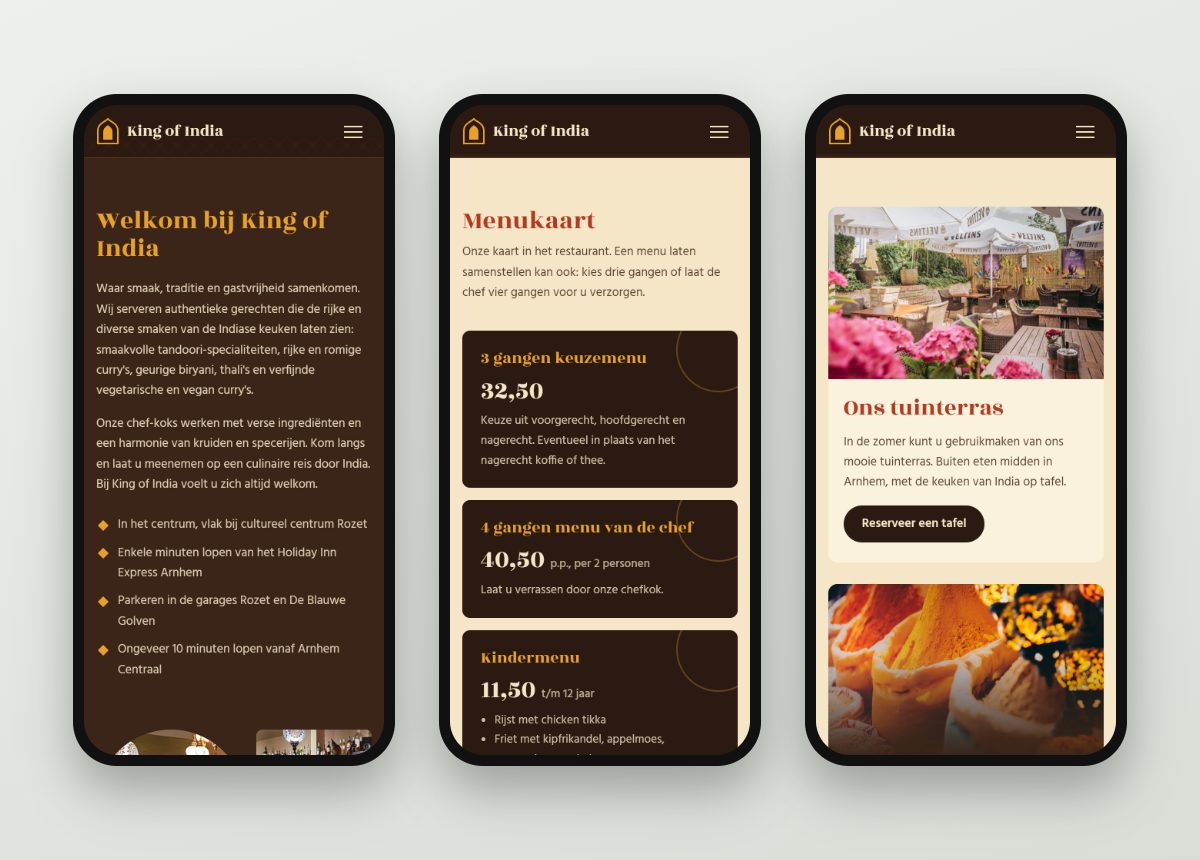 King of India
Welkom bij King of
India
Waar smaak, traditie en gastvrijheid samenkomen.
Wij serveren authentieke gerechten die de rijke en
diverse smaken van de Indiase keuken laten zien:
smaakvolle tandoori-specialiteiten, rijke en romige
curry's, geurige biryani, thali's en verfijnde
vegetarische en vegan curry's.
Onze chef-koks werken met verse ingrediënten en
een harmonie van kruiden en specerijen. Kom langs
en laat u meenemen op een culinaire reis door India.
Bij King of India voelt u zich altijd welkom.
In het centrum, vlak bij cultureel centrum Rozet
Enkele minuten lopen van het Holiday Inn
Express Arnhem
Parkeren in de garages Rozet en De Blauwe
Golven
Ongeveer 10 minuten lopen vanaf Arnhem
Centraal
King of India
Menukaart
Onze kaart in het restaurant. Een menu laten
samenstellen kan ook: kies drie gangen of laat de
chef vier gangen voor u verzorgen.
3 gangen keuzemenu
32,50
Keuze uit voorgerecht, hoofdgerecht en
nagerecht. Eventueel in plaats van het
nagerecht koffie of thee.
4 gangen menu van de chef
40,50 p.p., per 2 personen
Laat u verrassen door onze chefkok.
Kindermenu
11,50 t/m 12 jaar
Rijst met chicken tikka
Friet met kipfrikandel, appelmoes,
King of India
VELTINS
VELTINS
VELTINS
Ons tuinterras
In de zomer kunt u gebruikmaken van ons
mooie tuinterras. Buiten eten midden in
Arnhem, met de keuken van India op tafel.
Reserveer een tafel